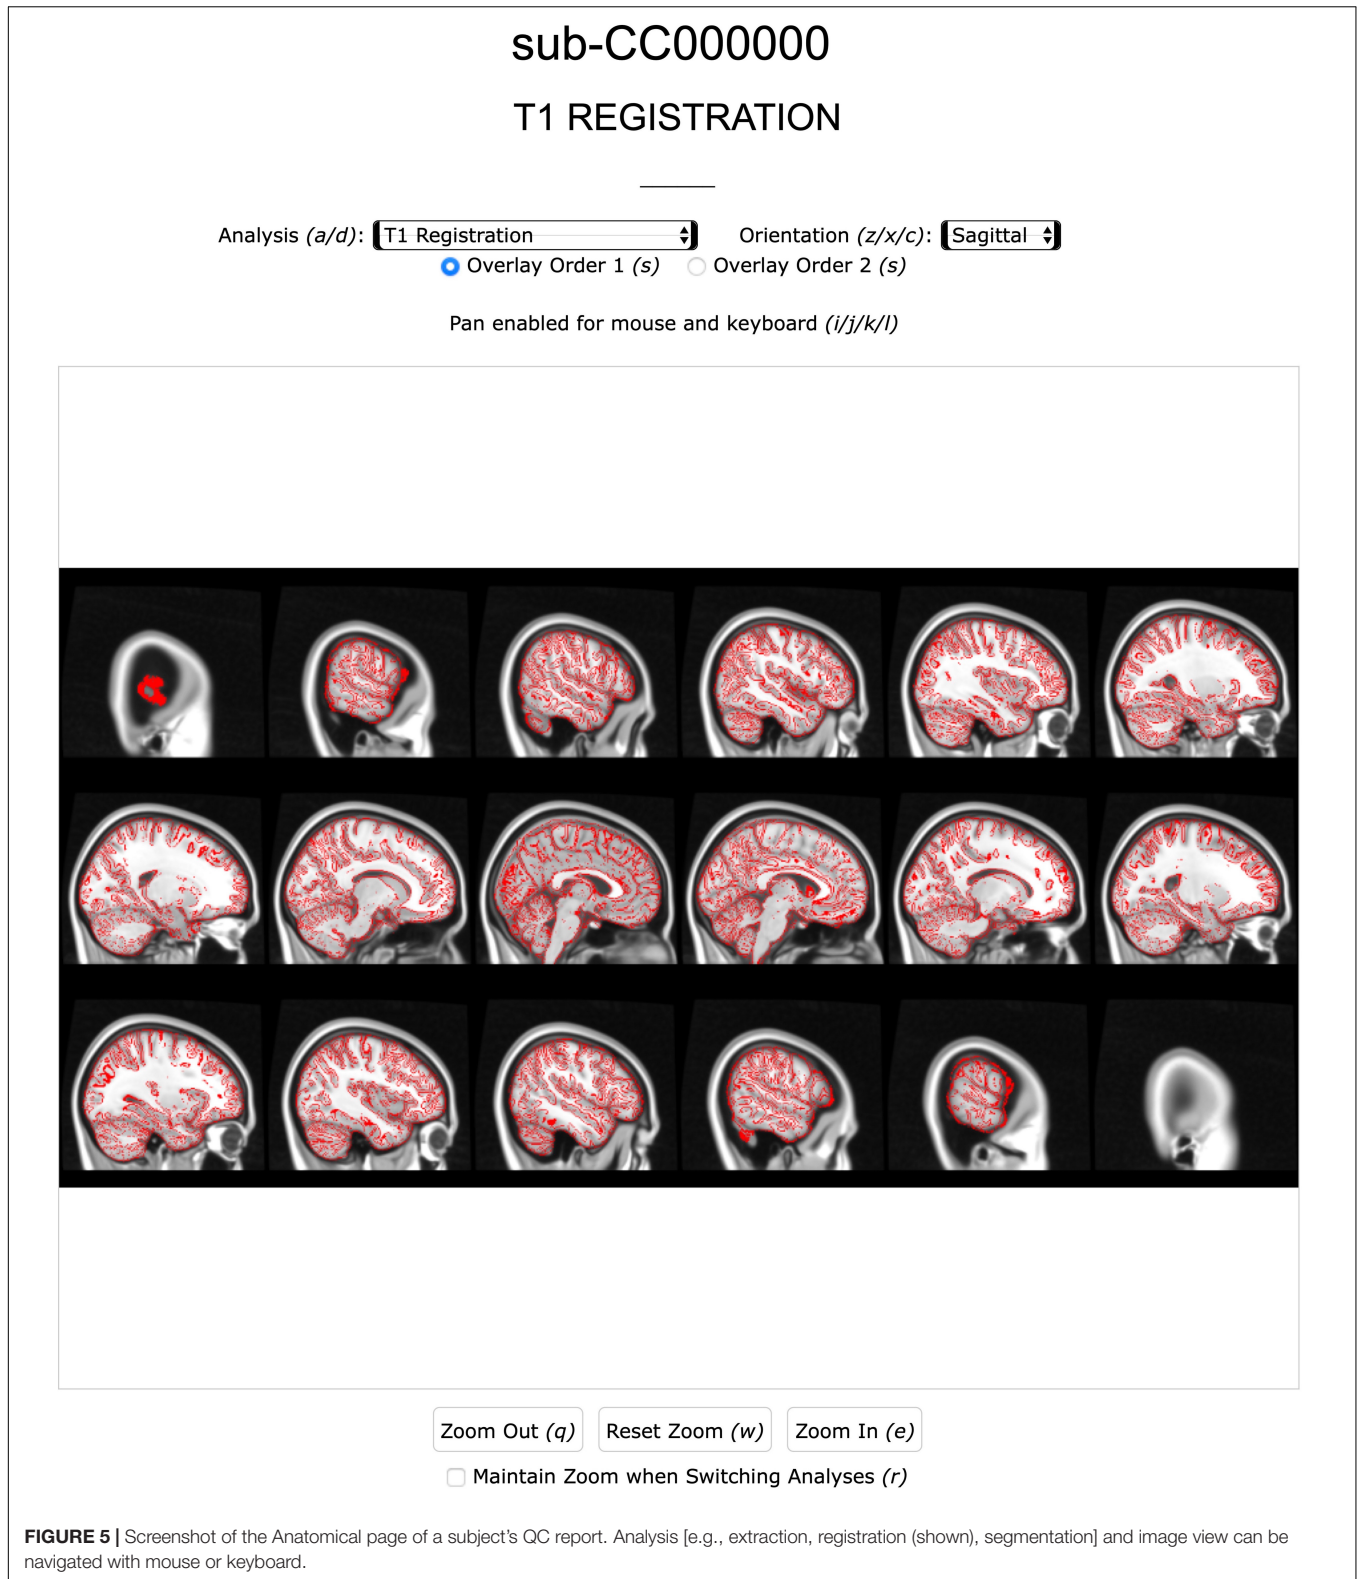 sub-CC000000
T1 REGISTRATION
Analysis (a/d): T1 Registration Orientation (z/x/c): Sagittal
Overlay Order 1 (s) Overlay Order 2 (s)
Pan enabled for mouse and keyboard (i/j/k/l)
Zoom Out (q) Reset Zoom (w) Zoom In (e)
Maintain Zoom when Switching Analyses (r)
FIGURE 5 | Screenshot of the Anatomical page of a subject's QC report. Analysis [e.g., extraction, registration (shown), segmentation] and image view can be
navigated with mouse or keyboard.